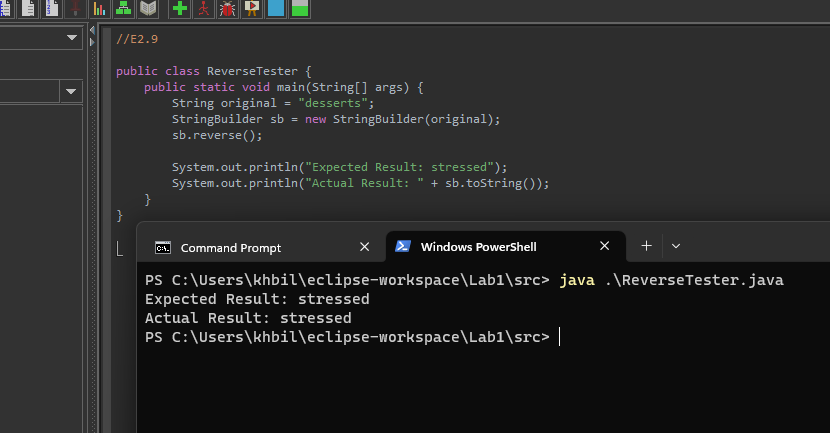 //E2.9
public class ReverseTester {
public static void main(String[] args) {
String original = "desserts";
StringBuilder sb = new StringBuilder(original);
sb.reverse();
System.out.println("Expected Result: stressed");
System.out.println("Actual Result: " + sb.toString());
}
}
Command Prompt
Windows PowerShell
PS C:\Users\khbil\eclipse-workspace\Lab1\src> java .\ReverseTester.java
Expected Result: stressed
Actual Result: stressed
PS C:\Users\khbil\eclipse-workspace\Lab1\src>